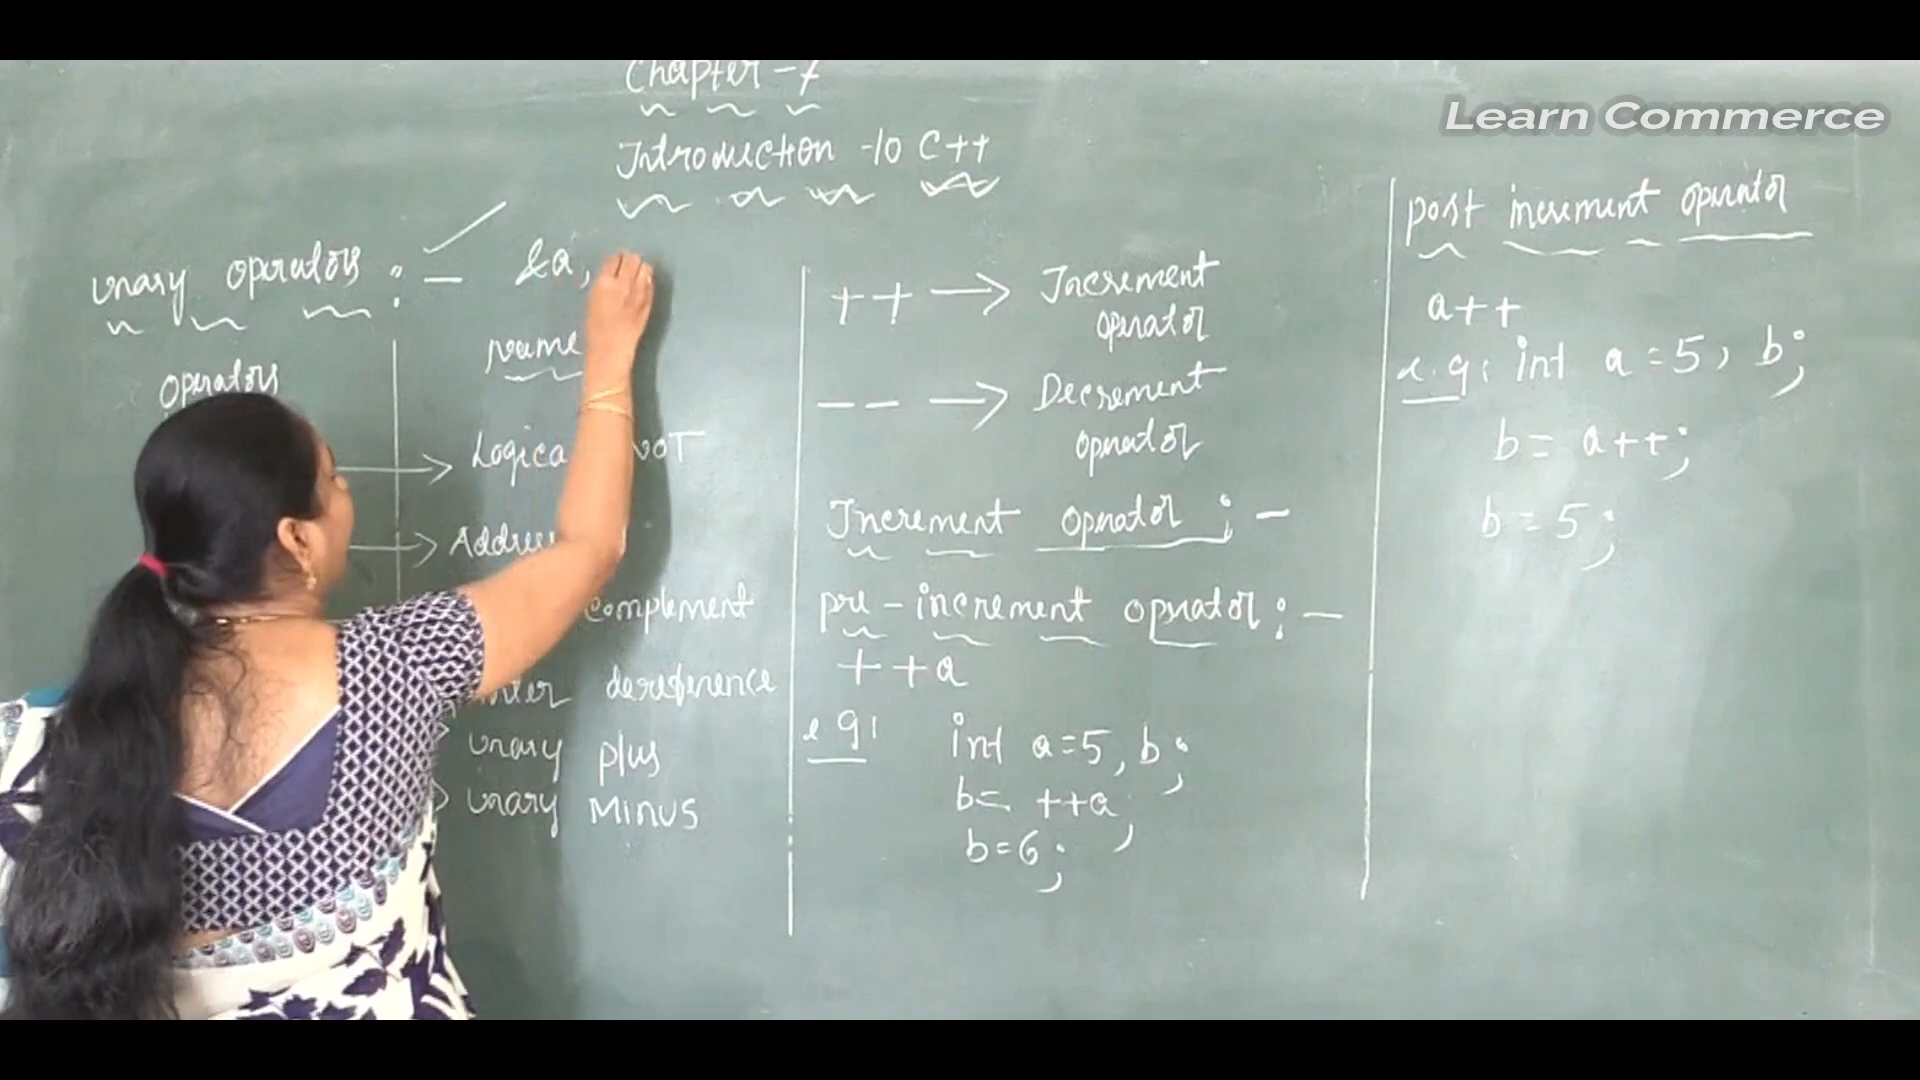 Chapter - 7
Introduction to C++
Learn Commerce
Unary operators : - &a,
operators
Name
Logical NOT
Address
complement
dereference
Unary plus
Unary Minus
++ → Increment
operator
-- → Decrement
operator
Increment operator : -
pre - increment operator : -
++a
e.g: int a=5, b;
b= ++a;
b=6;
post increment operator
a++
e.g: int a=5, b;
b= a++;
b=5;